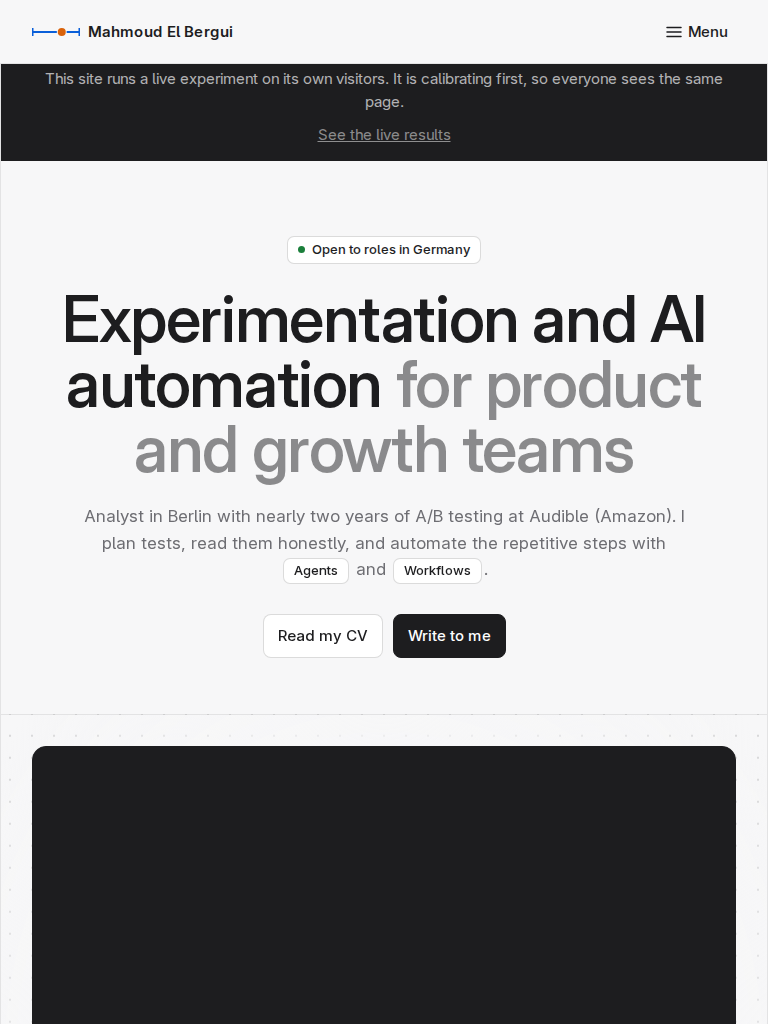 Mahmoud El Bergui
Menu
This site runs a live experiment on its own visitors. It is calibrating first, so everyone sees the same
page.
See the live results
Open to roles in Germany
Experimentation and AI
automation for product
and growth teams
Analyst in Berlin with nearly two years of A/B testing at Audible (Amazon). I
plan tests, read them honestly, and automate the repetitive steps with
Agents and Workflows.
Read my CV
Write to me